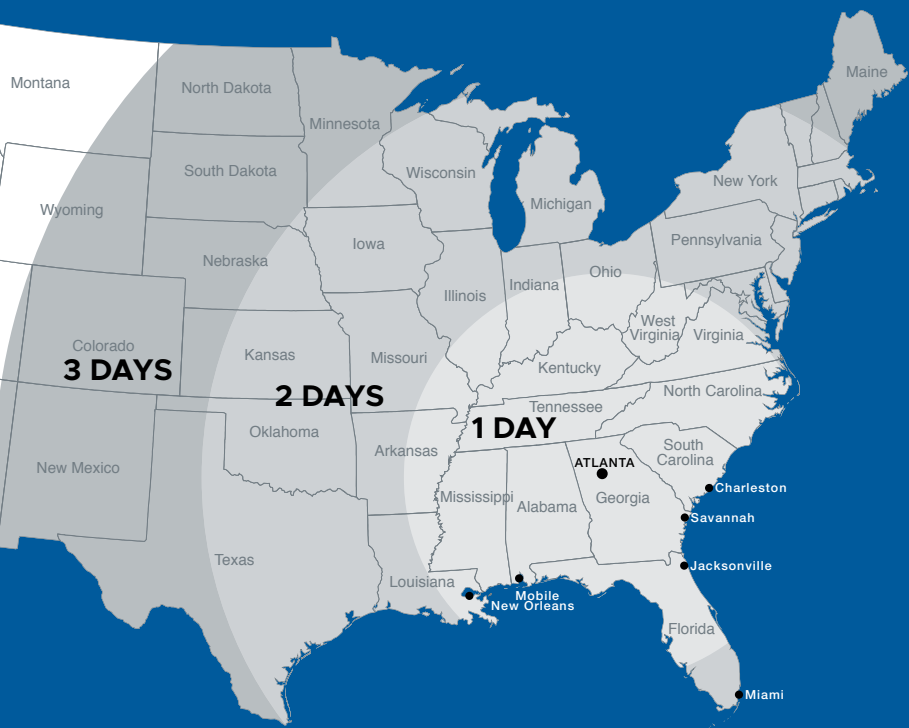 Maine
Montana
North Dakota
Minnesota
South Dakota
Wisconsin
New York
Michigan
Wyoming
Iowa
Pennsylvania
Nebraska
Ohio
Indiana
Illinois
West
Virginia
Virginia
Colorado
Kansas
Missouri
3 DAYS
Kentucky
2 DAYS
North Carolina
Tennessee
1 DAY
Oklahoma
Arkansas
South
Carolina
ATLANTA
New Mexico
Charleston
Mississippi
Georgia
Alabama
Savannah
Texas
Jacksonville
Louisiana
Mobile
New Orleans
Florida
Miami